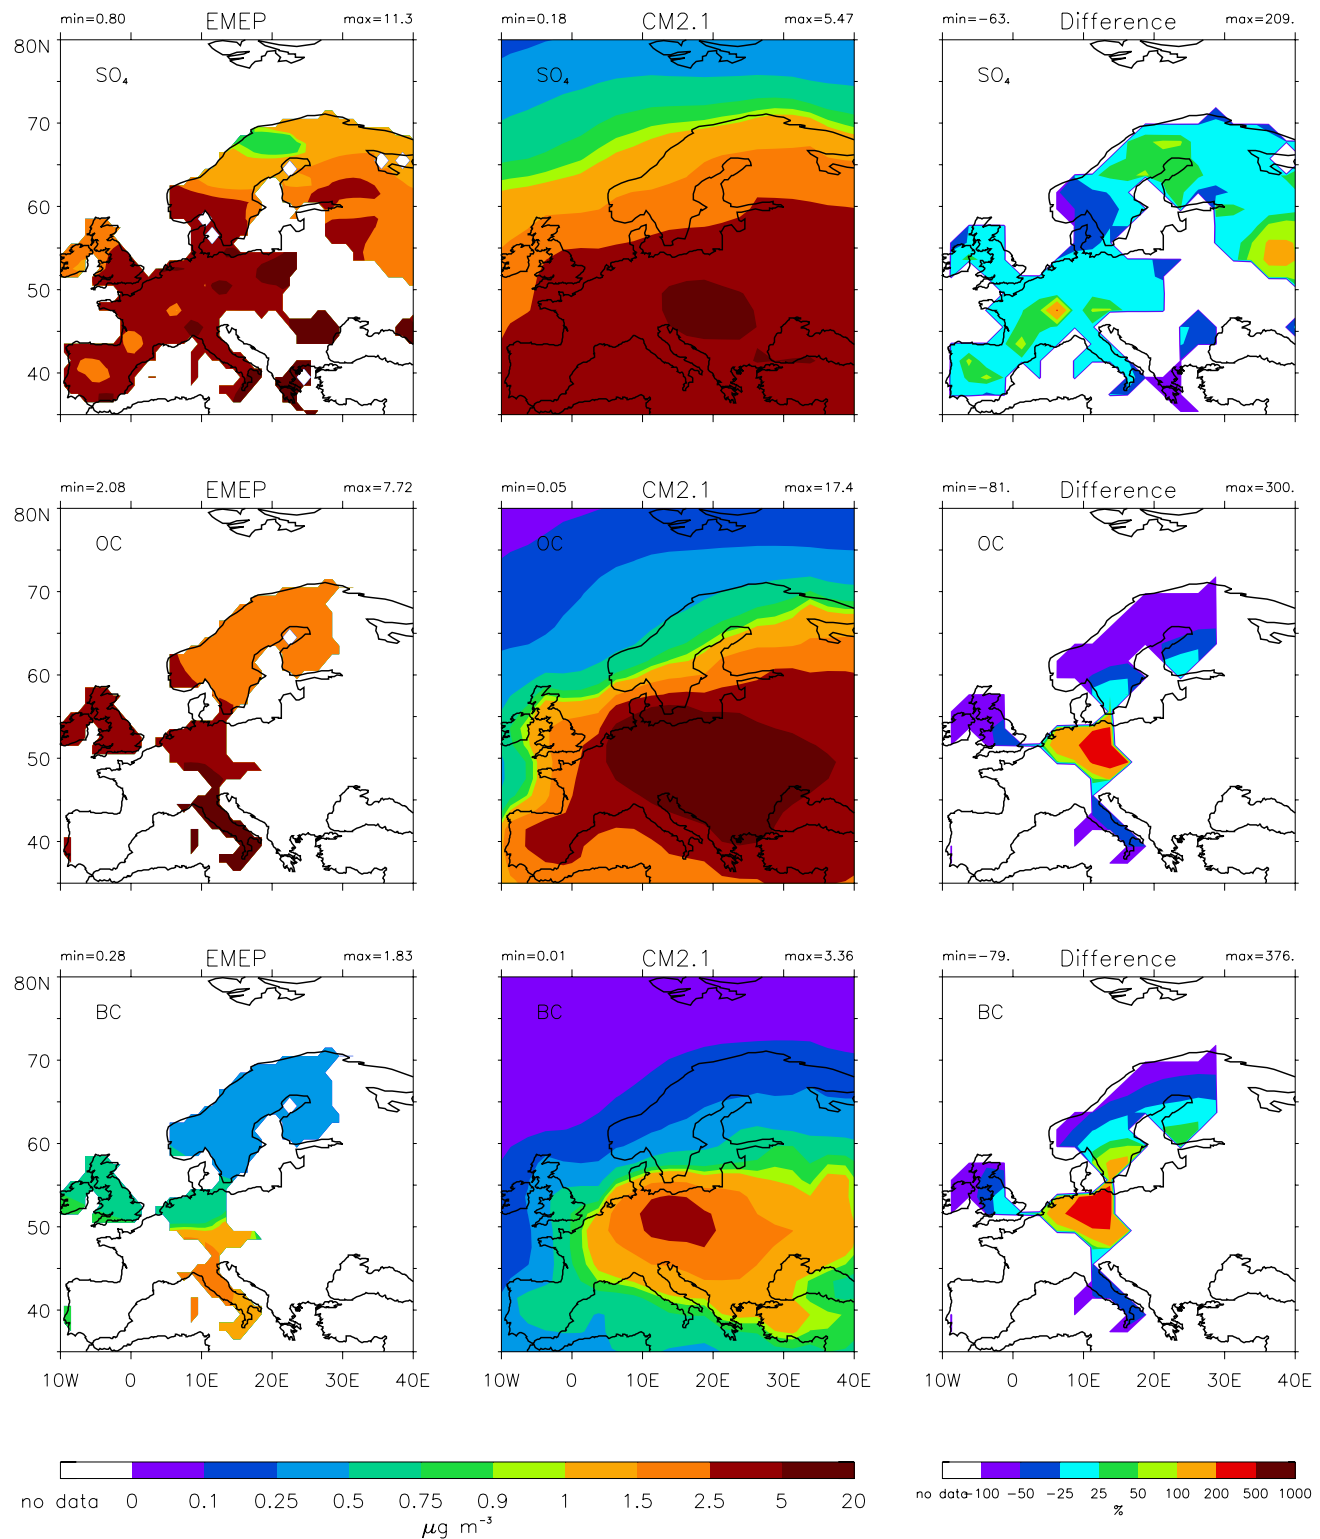 min=0.80 EMEP max=11.3 min=0.18 CM2.1 max=5.47 min=-63. Difference max=209.
80N
SO₄ SO₄ SO₄
70
60
50
40
min=2.08 EMEP max=7.72 min=0.05 CM2.1 max=17.4 min=-81. Difference max=300.
80N
OC OC OC
70
60
50
40
min=0.28 EMEP max=1.83 min=0.01 CM2.1 max=3.36 min=-79. Difference max=376.
80N
BC BC BC
70
60
50
40
10W 0 10E 20E 30E 40E 10W 0 10E 20E 30E 40E 10W 0 10E 20E 30E 40E
no data 0 0.1 0.25 0.5 0.75 0.9 1 1.5 2.5 5 20 no data -100 -50 -25 25 50 100 200 500 1000
μg m⁻³ %